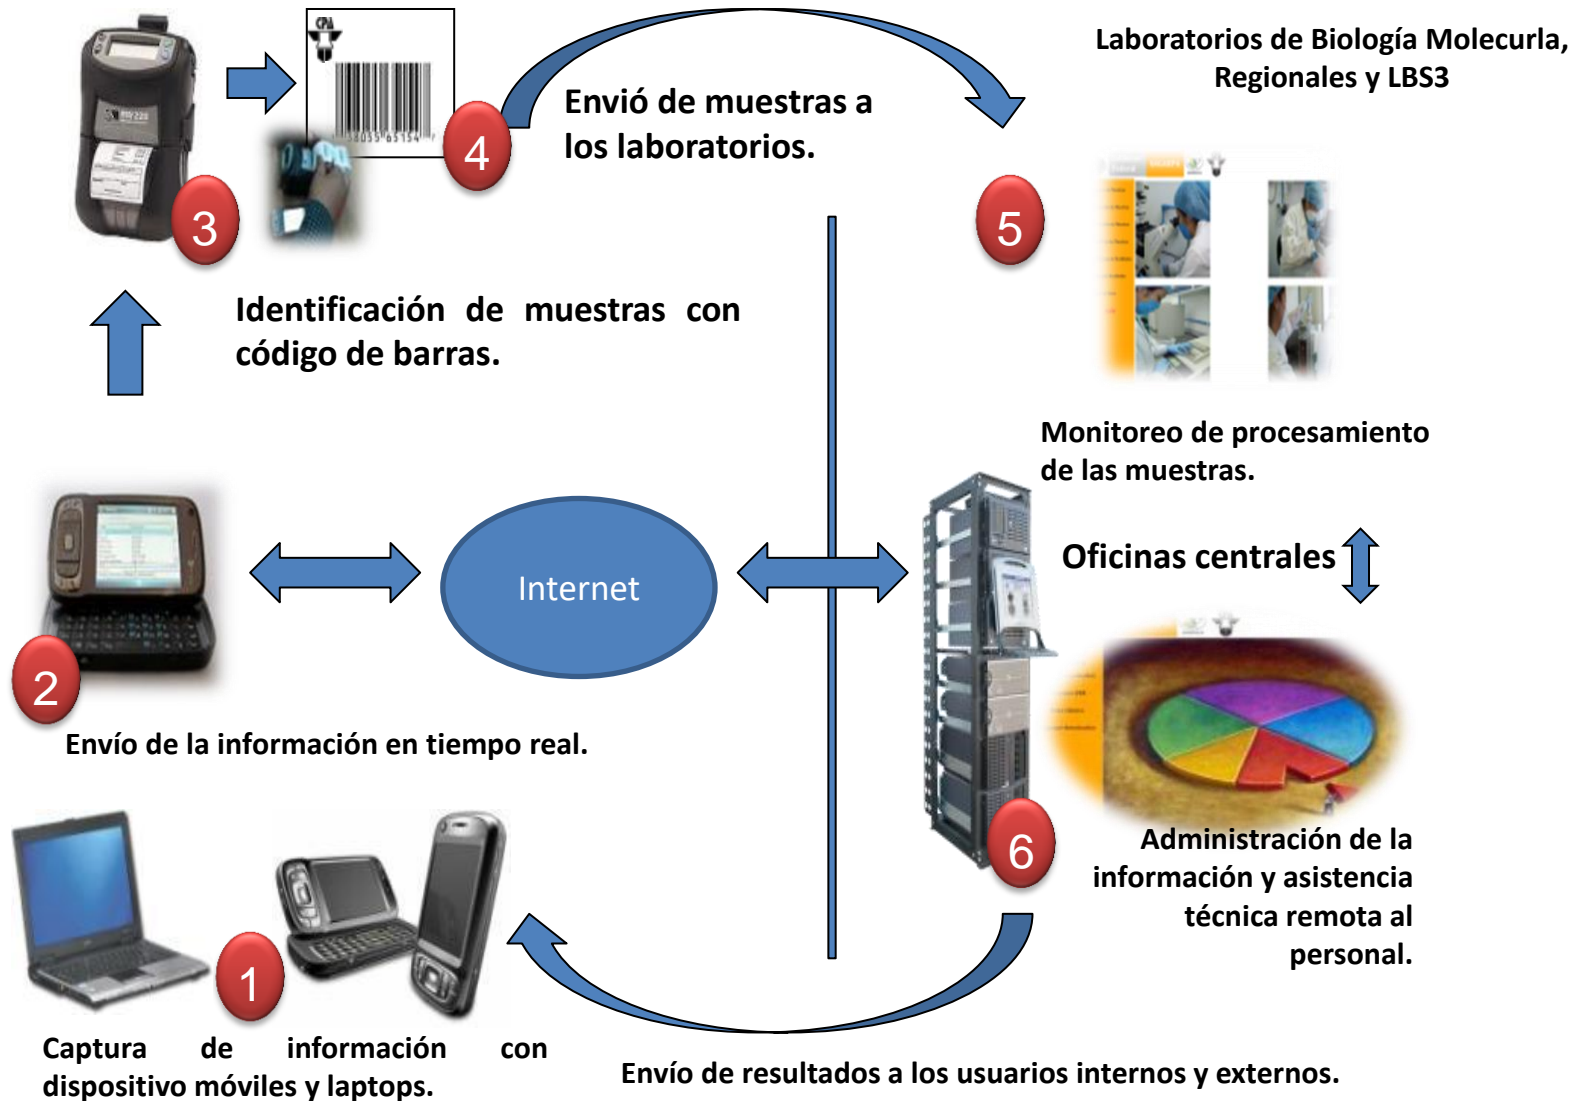 Laboratorios de Biología Molecurla,
Regionales y LBS3
Envió de muestras a
los laboratorios.
4
3
5
Identificación de muestras con
código de barras.
Monitoreo de procesamiento
de las muestras.
Oficinas centrales
Internet
2
Envío de la información en tiempo real.
6
Administración de la
información y asistencia
técnica remota al
personal.
1
Captura de información con
dispositivo móviles y laptops.
Envío de resultados a los usuarios internos y externos.